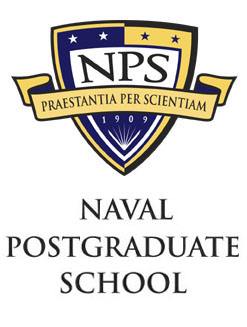 NPS
PRAESTANTIA PER SCIENTIAM
1909
NAVAL
POSTGRADUATE
SCHOOL